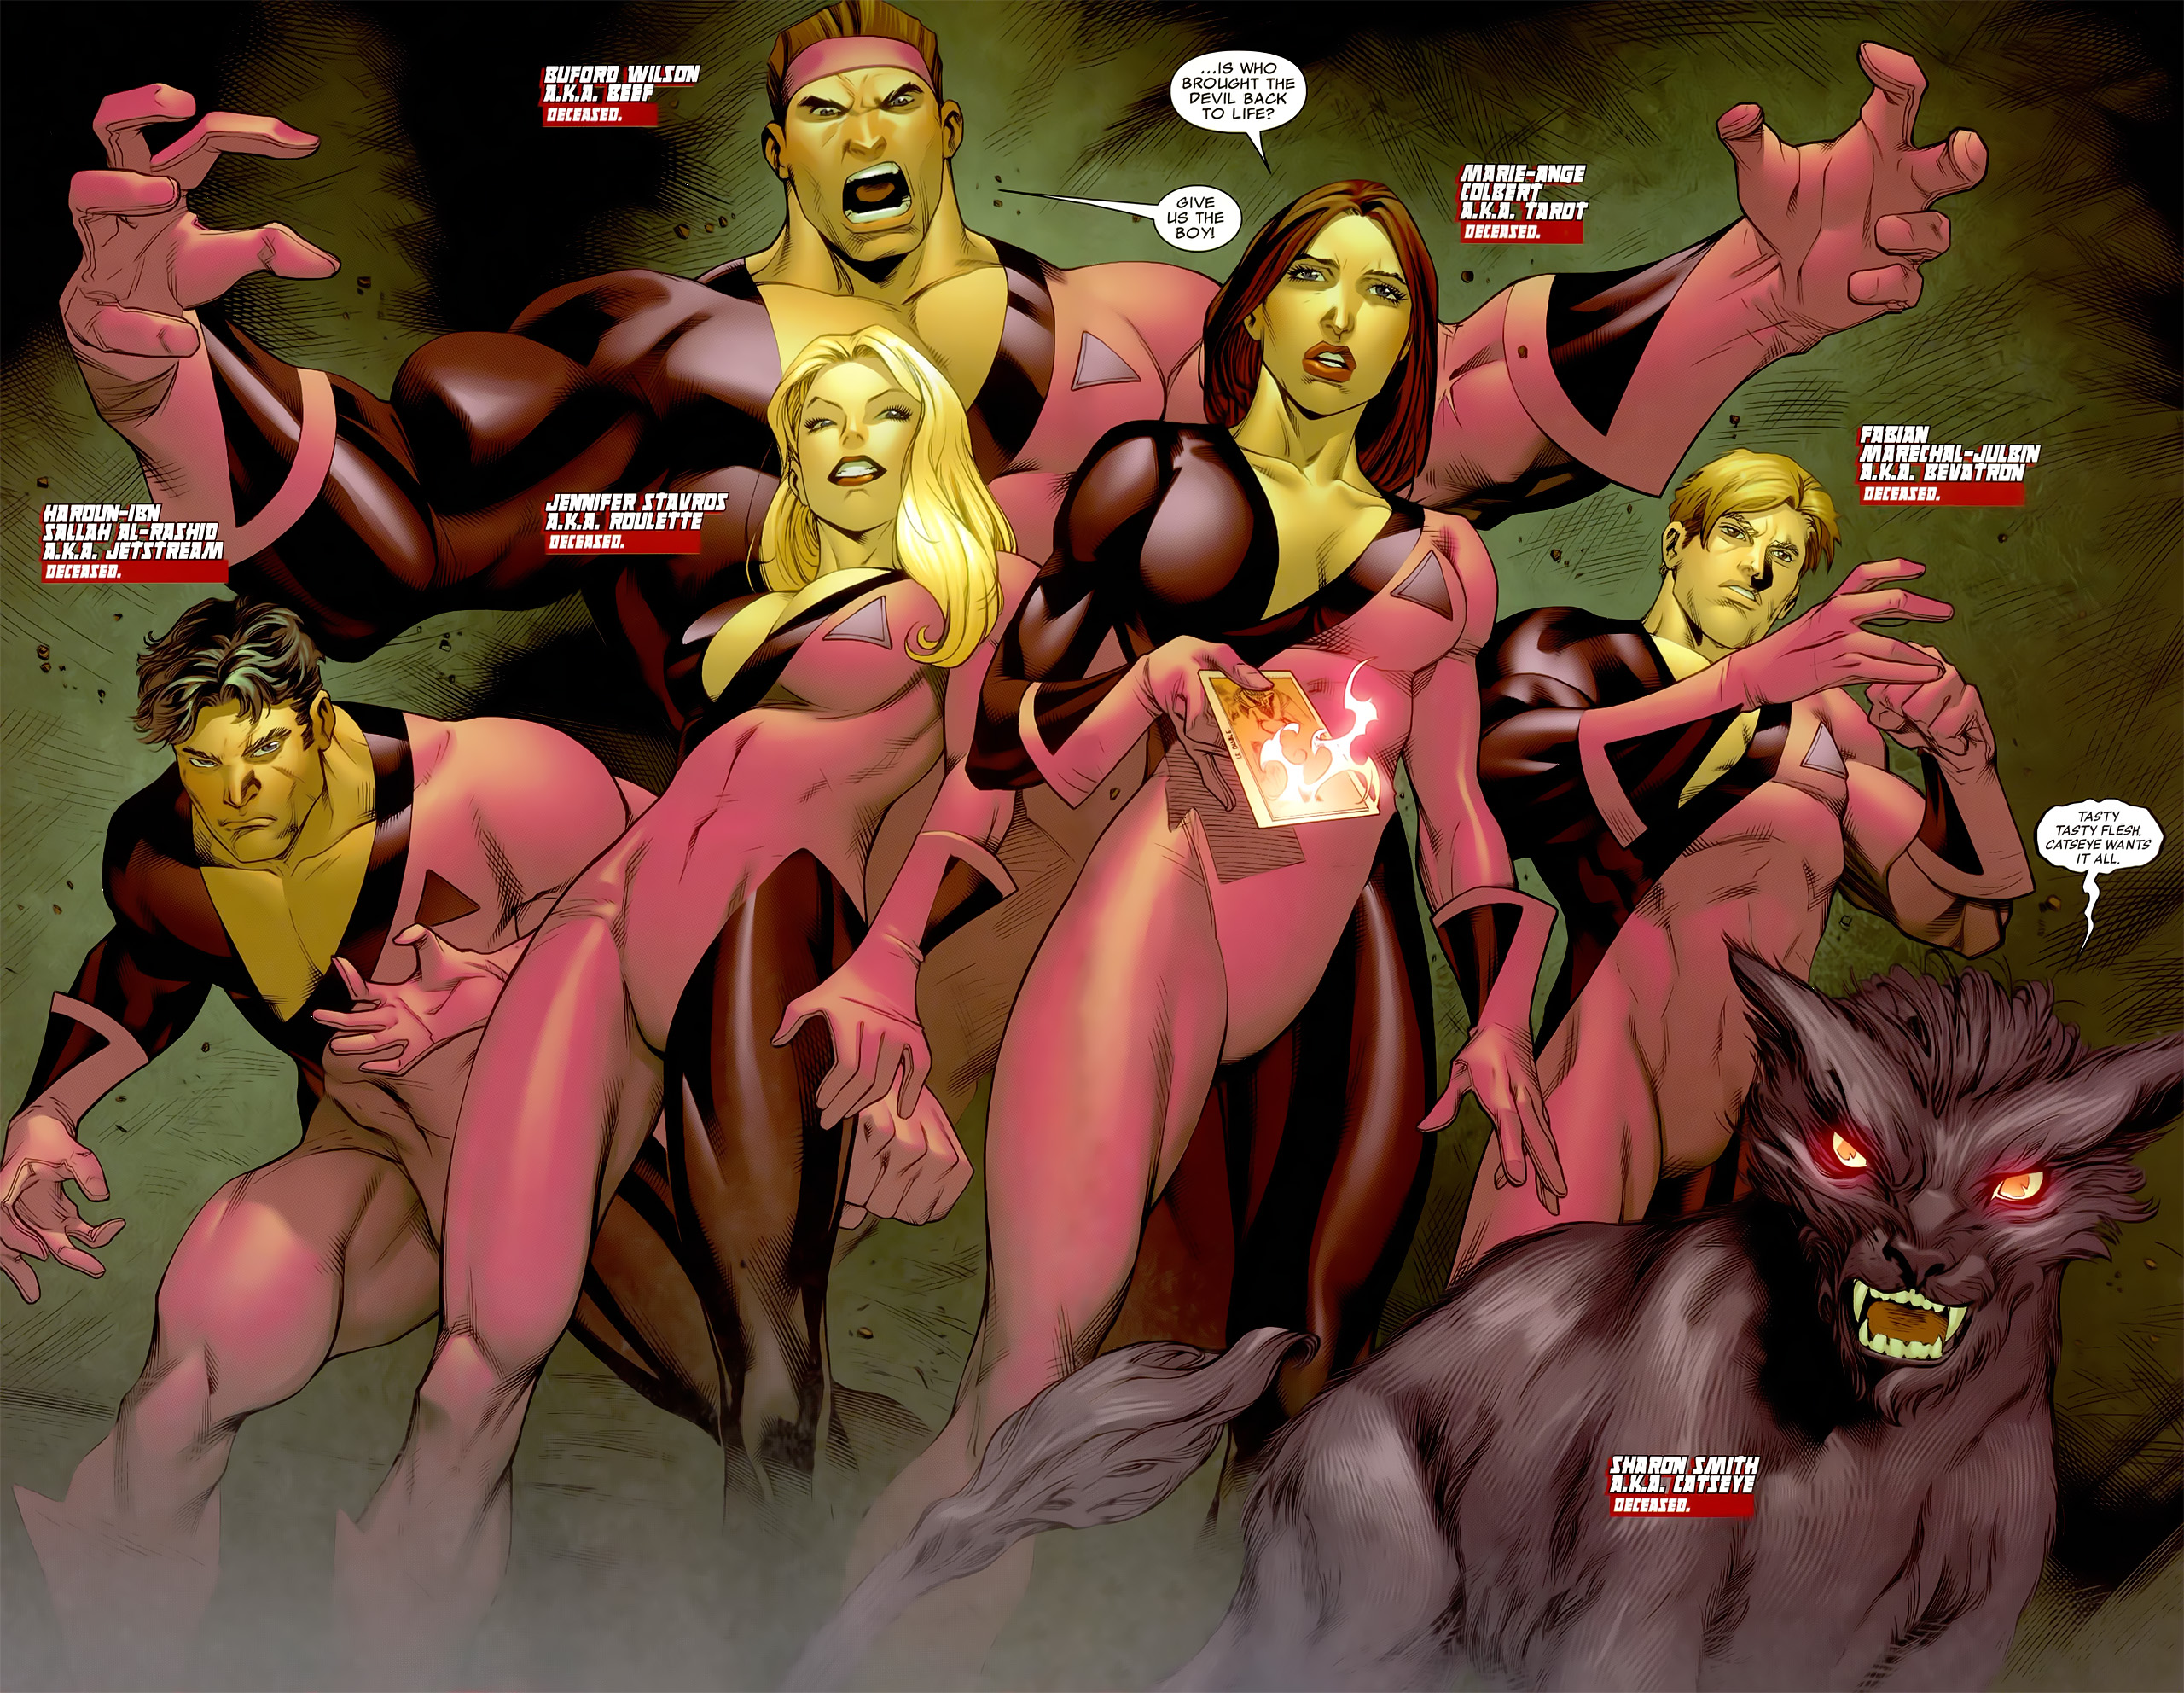 BUFORD WILSON
A.K.A. BEEF
DECEASED.
...IS WHO
BROUGHT THE
DEVIL BACK
TO LIFE?
GIVE
US THE
BOY!
MARIE-ANGE
COLBERT
A.K.A. TAROT
DECEASED.
HAROUN-IBN
SALLAH AL-RASHID
A.K.A. JETSTREAM
DECEASED.
JENNIFER STAVROS
A.K.A. ROULETTE
DECEASED.
LE DIABLE
FABIAN
MARECHAL-JULBIN
A.K.A. BEVATRON
DECEASED.
TASTY
TASTY FLESH.
CATSEYE WANTS
IT ALL.
SHARON SMITH
A.K.A. CATSEYE
DECEASED.